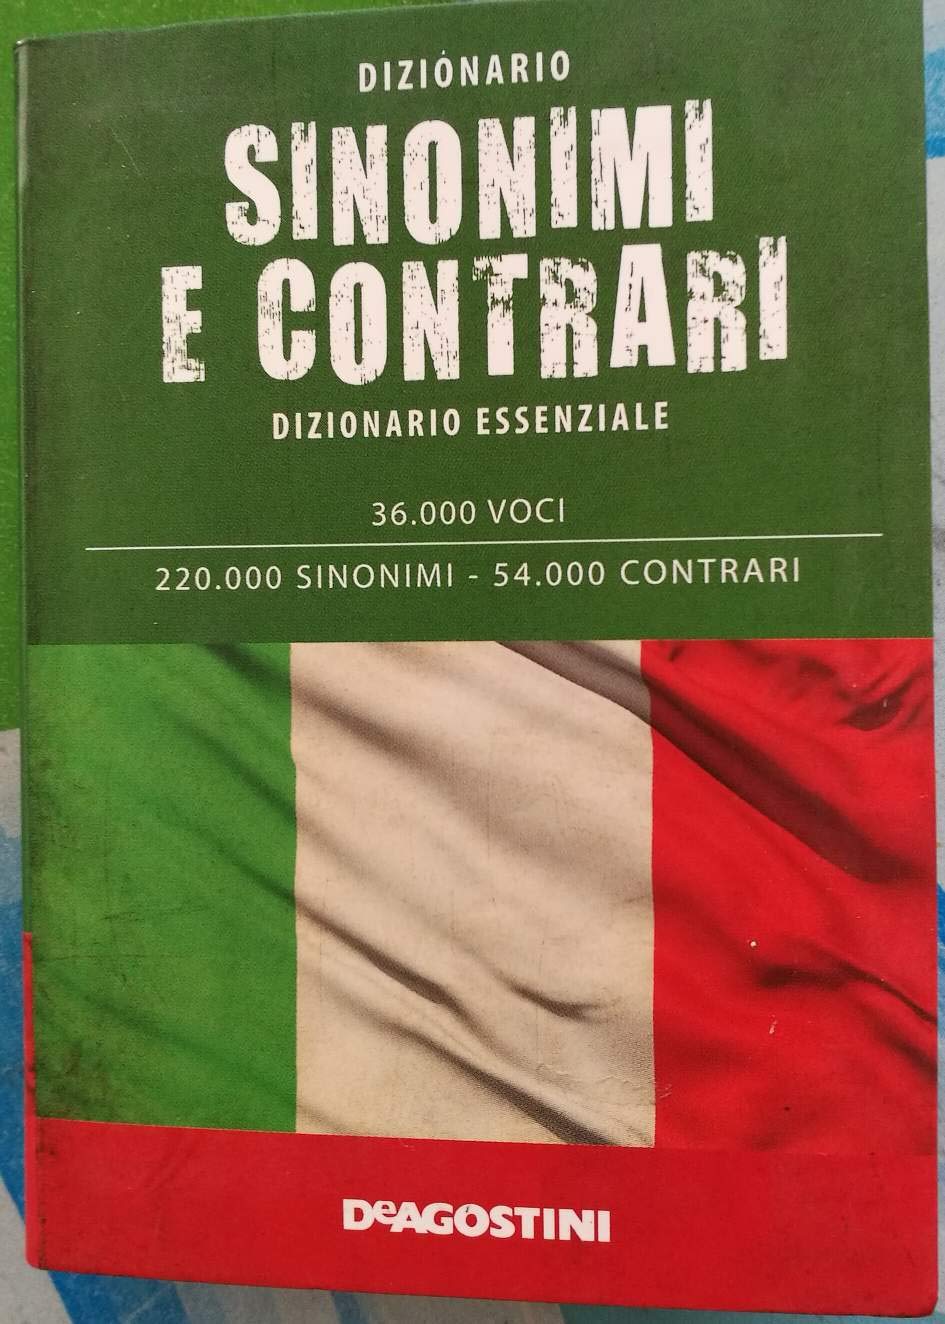 DIZIONARIO
SINONIMI
E CONTRARI
DIZIONARIO ESSENZIALE
36.000 VOCI
220.000 SINONIMI - 54.000 CONTRARI
DeAGOSTINI